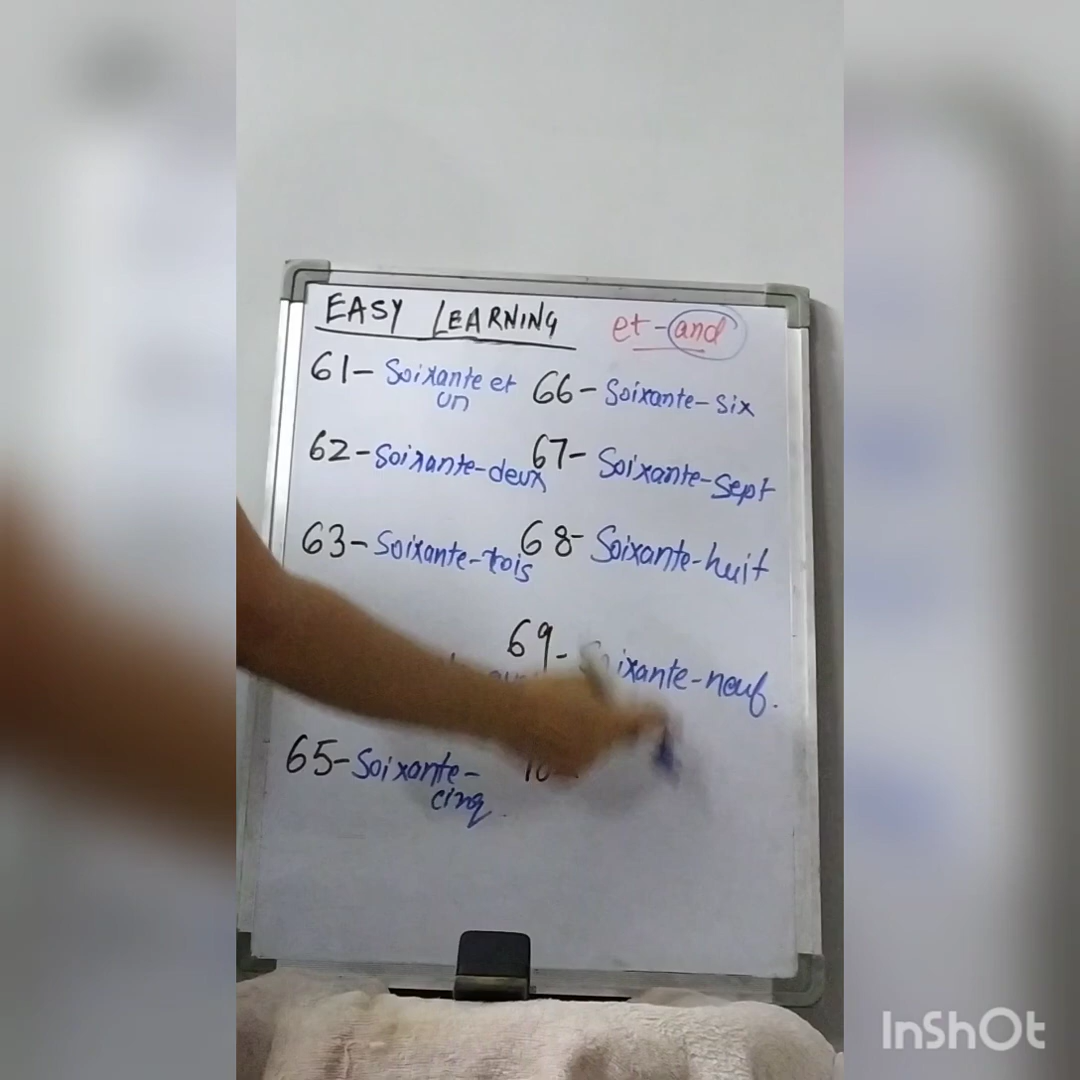 EASY LEARNING et - and
61 - Soixante et
un
66 - Soixante - six
62 - Soixante - deux
67 - Soixante - sept
63 - Soixante - trois
68 - Soixante - huit
69 - Soixante - neuf.
65 - Soixante -
cinq.
InShOt